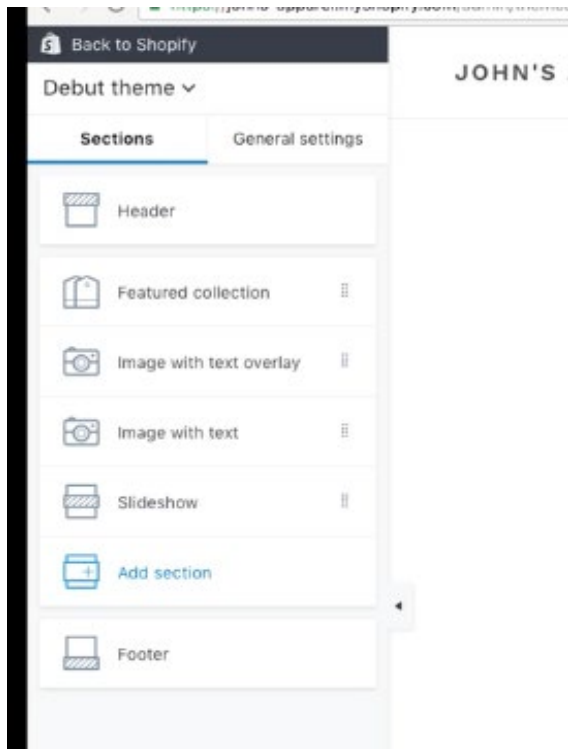 Back to Shopify
Debut theme
JOHN'S
Sections
General settings
Header
Featured collection
Image with text overlay
Image with text
Slideshow
Add section
Footer